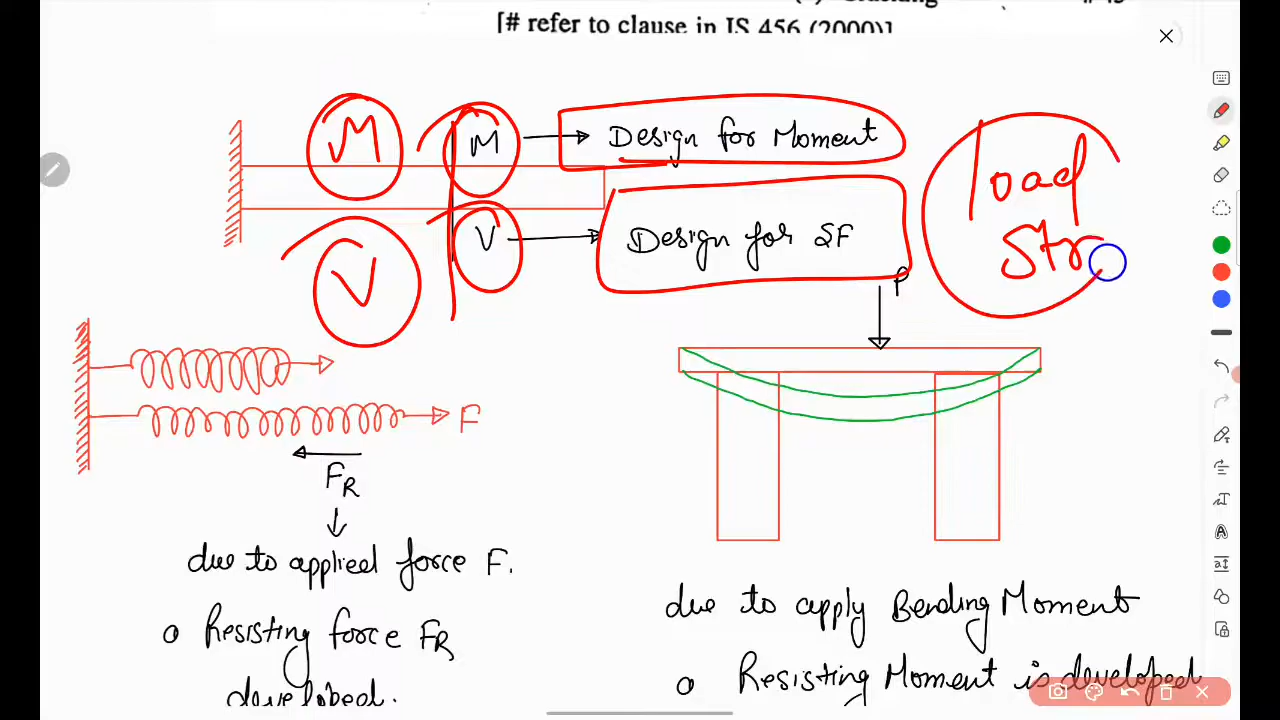 [# refer to clause in IS 456 (2000)]
M
M → Design for Moment
V
V → Design for SF
load
Str
P
F
FR
due to applied force F.
o Resisting force FR
developed.
due to apply Bending Moment
o Resisting Moment is developed